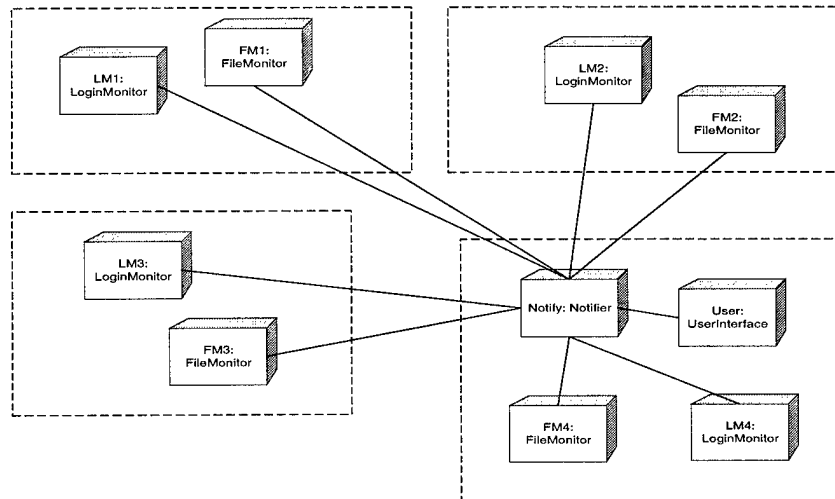 LM1:
LoginMonitor
FM1:
FileMonitor
LM2:
LoginMonitor
FM2:
FileMonitor
LM3:
LoginMonitor
FM3:
FileMonitor
Notify: Notifier
User:
UserInterface
FM4:
FileMonitor
LM4:
LoginMonitor